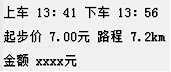 上车 13：41 下车 13：56
起步价 7.00元 路程 7.2km
金额 xxxx元